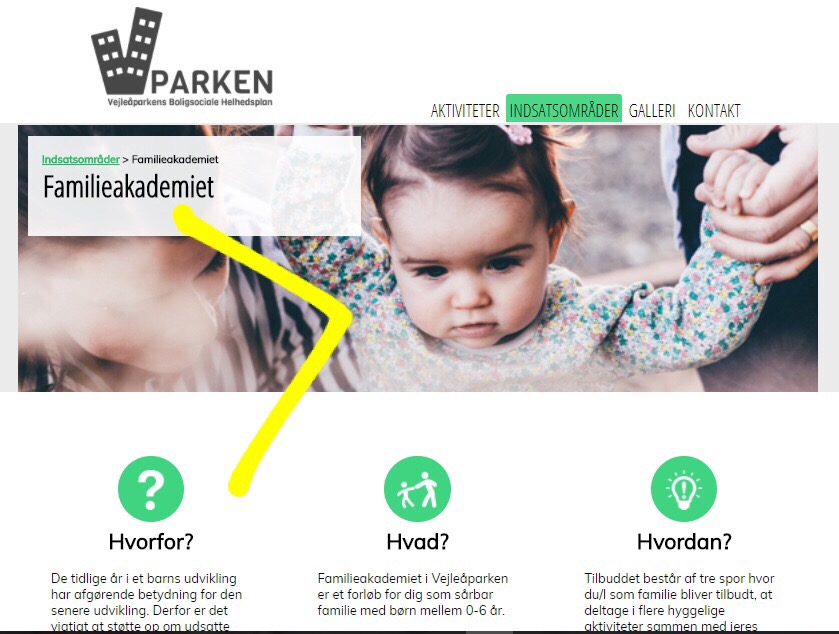 PARKEN
Vejleåparkens Boligsociale Helhedsplan
AKTIVITETER INDSATSOMRÅDER GALLERI KONTAKT
Indsatsområder > Familieakademiet
Familieakademiet
?
Hvorfor?
De tidlige år i et barns udvikling
har afgørende betydning for den
senere udvikling. Derfor er det
vigtigt at støtte op om udsatte
Hvad?
Familieakademiet i Vejleåparken
er et forløb for dig som sårbar
familie med børn mellem 0-6 år.
Hvordan?
Tilbuddet består af tre spor hvor
du/I som familie bliver tilbudt, at
deltage i flere hyggelige
aktiviteter sammen med jeres